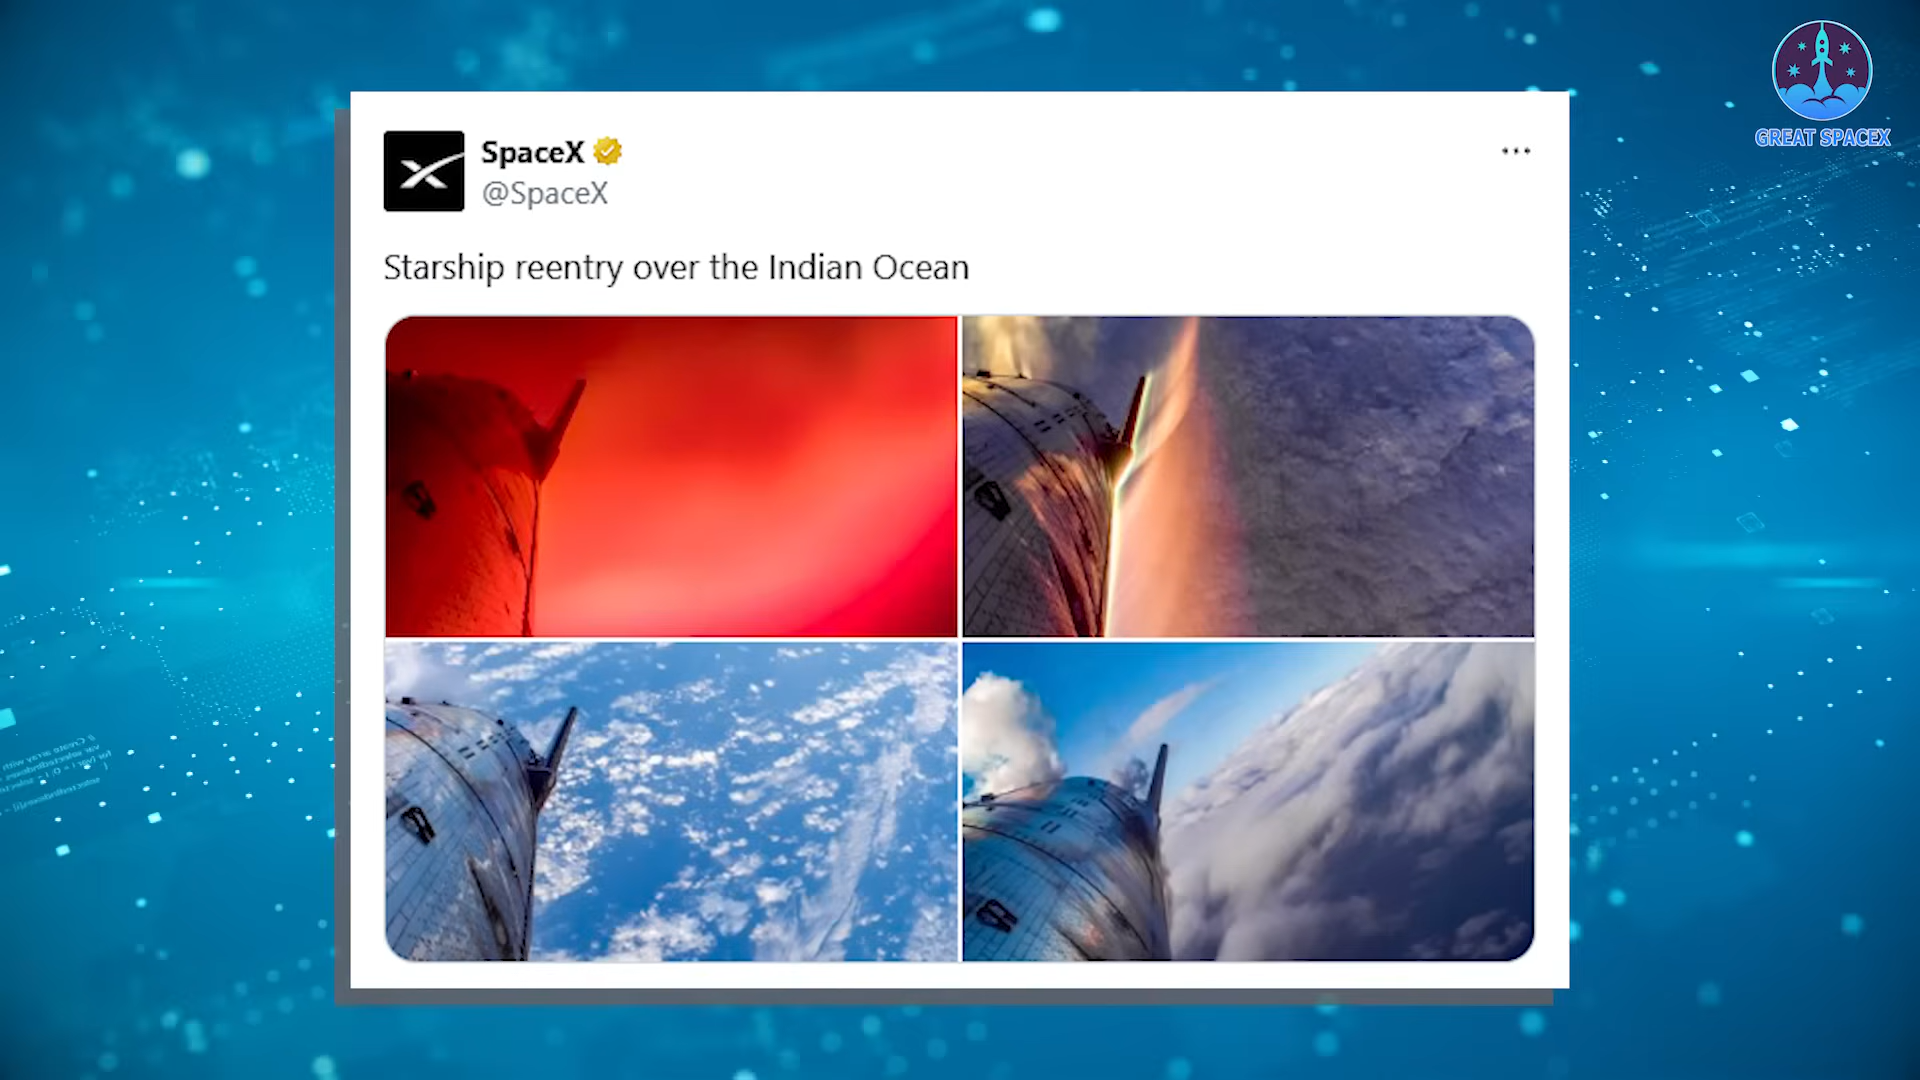 GREAT SPACEX
SpaceX
@SpaceX
Starship reentry over the Indian Ocean